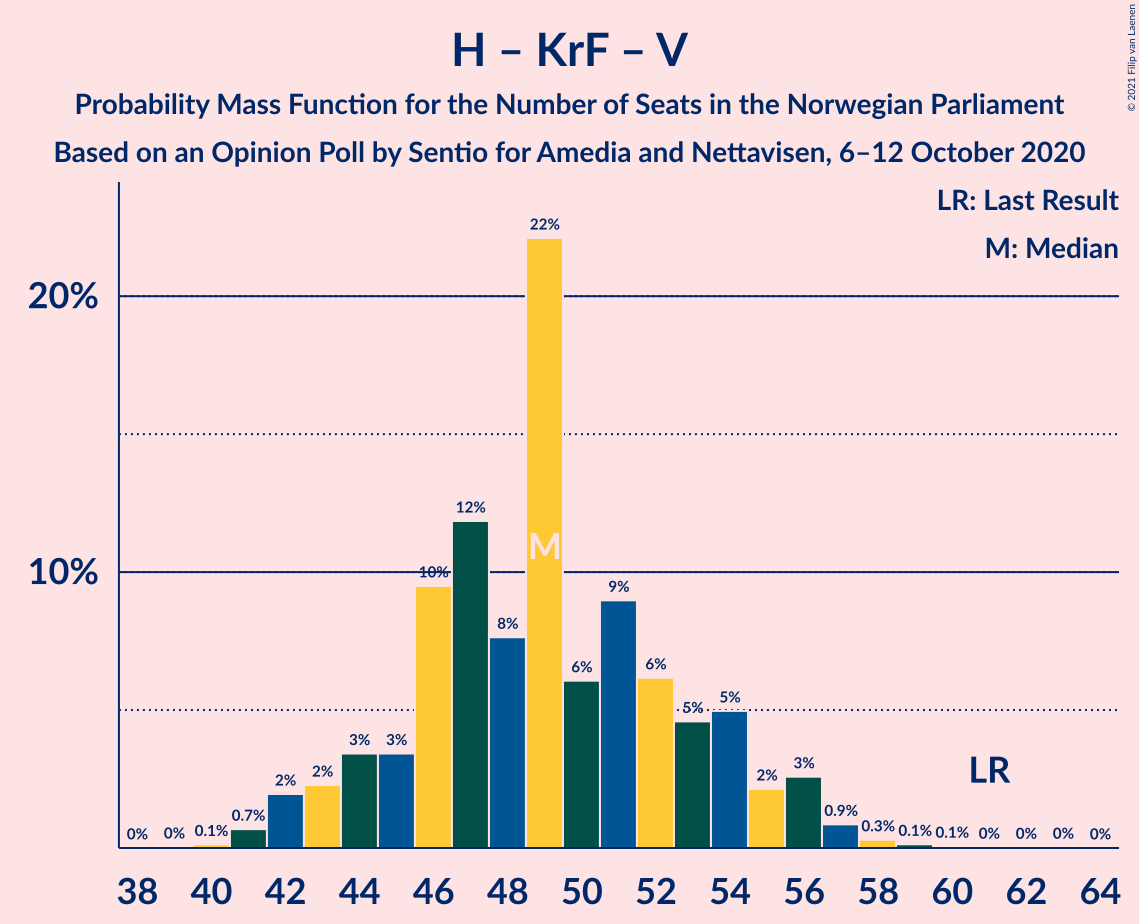 H – KrF – V
Probability Mass Function for the Number of Seats in the Norwegian Parliament
Based on an Opinion Poll by Sentio for Amedia and Nettavisen, 6–12 October 2020
© 2021 Filip van Laenen
LR: Last Result
M: Median
20%
10%
0% 0% 0.1% 0.7% 2% 2% 3% 3% 10% 12% 8% 22% 6% 9% 6% 5% 5% 2% 3% 0.9% 0.3% 0.1% 0.1% 0% 0% 0% 0%
M
LR
38 40 42 44 46 48 50 52 54 56 58 60 62 64